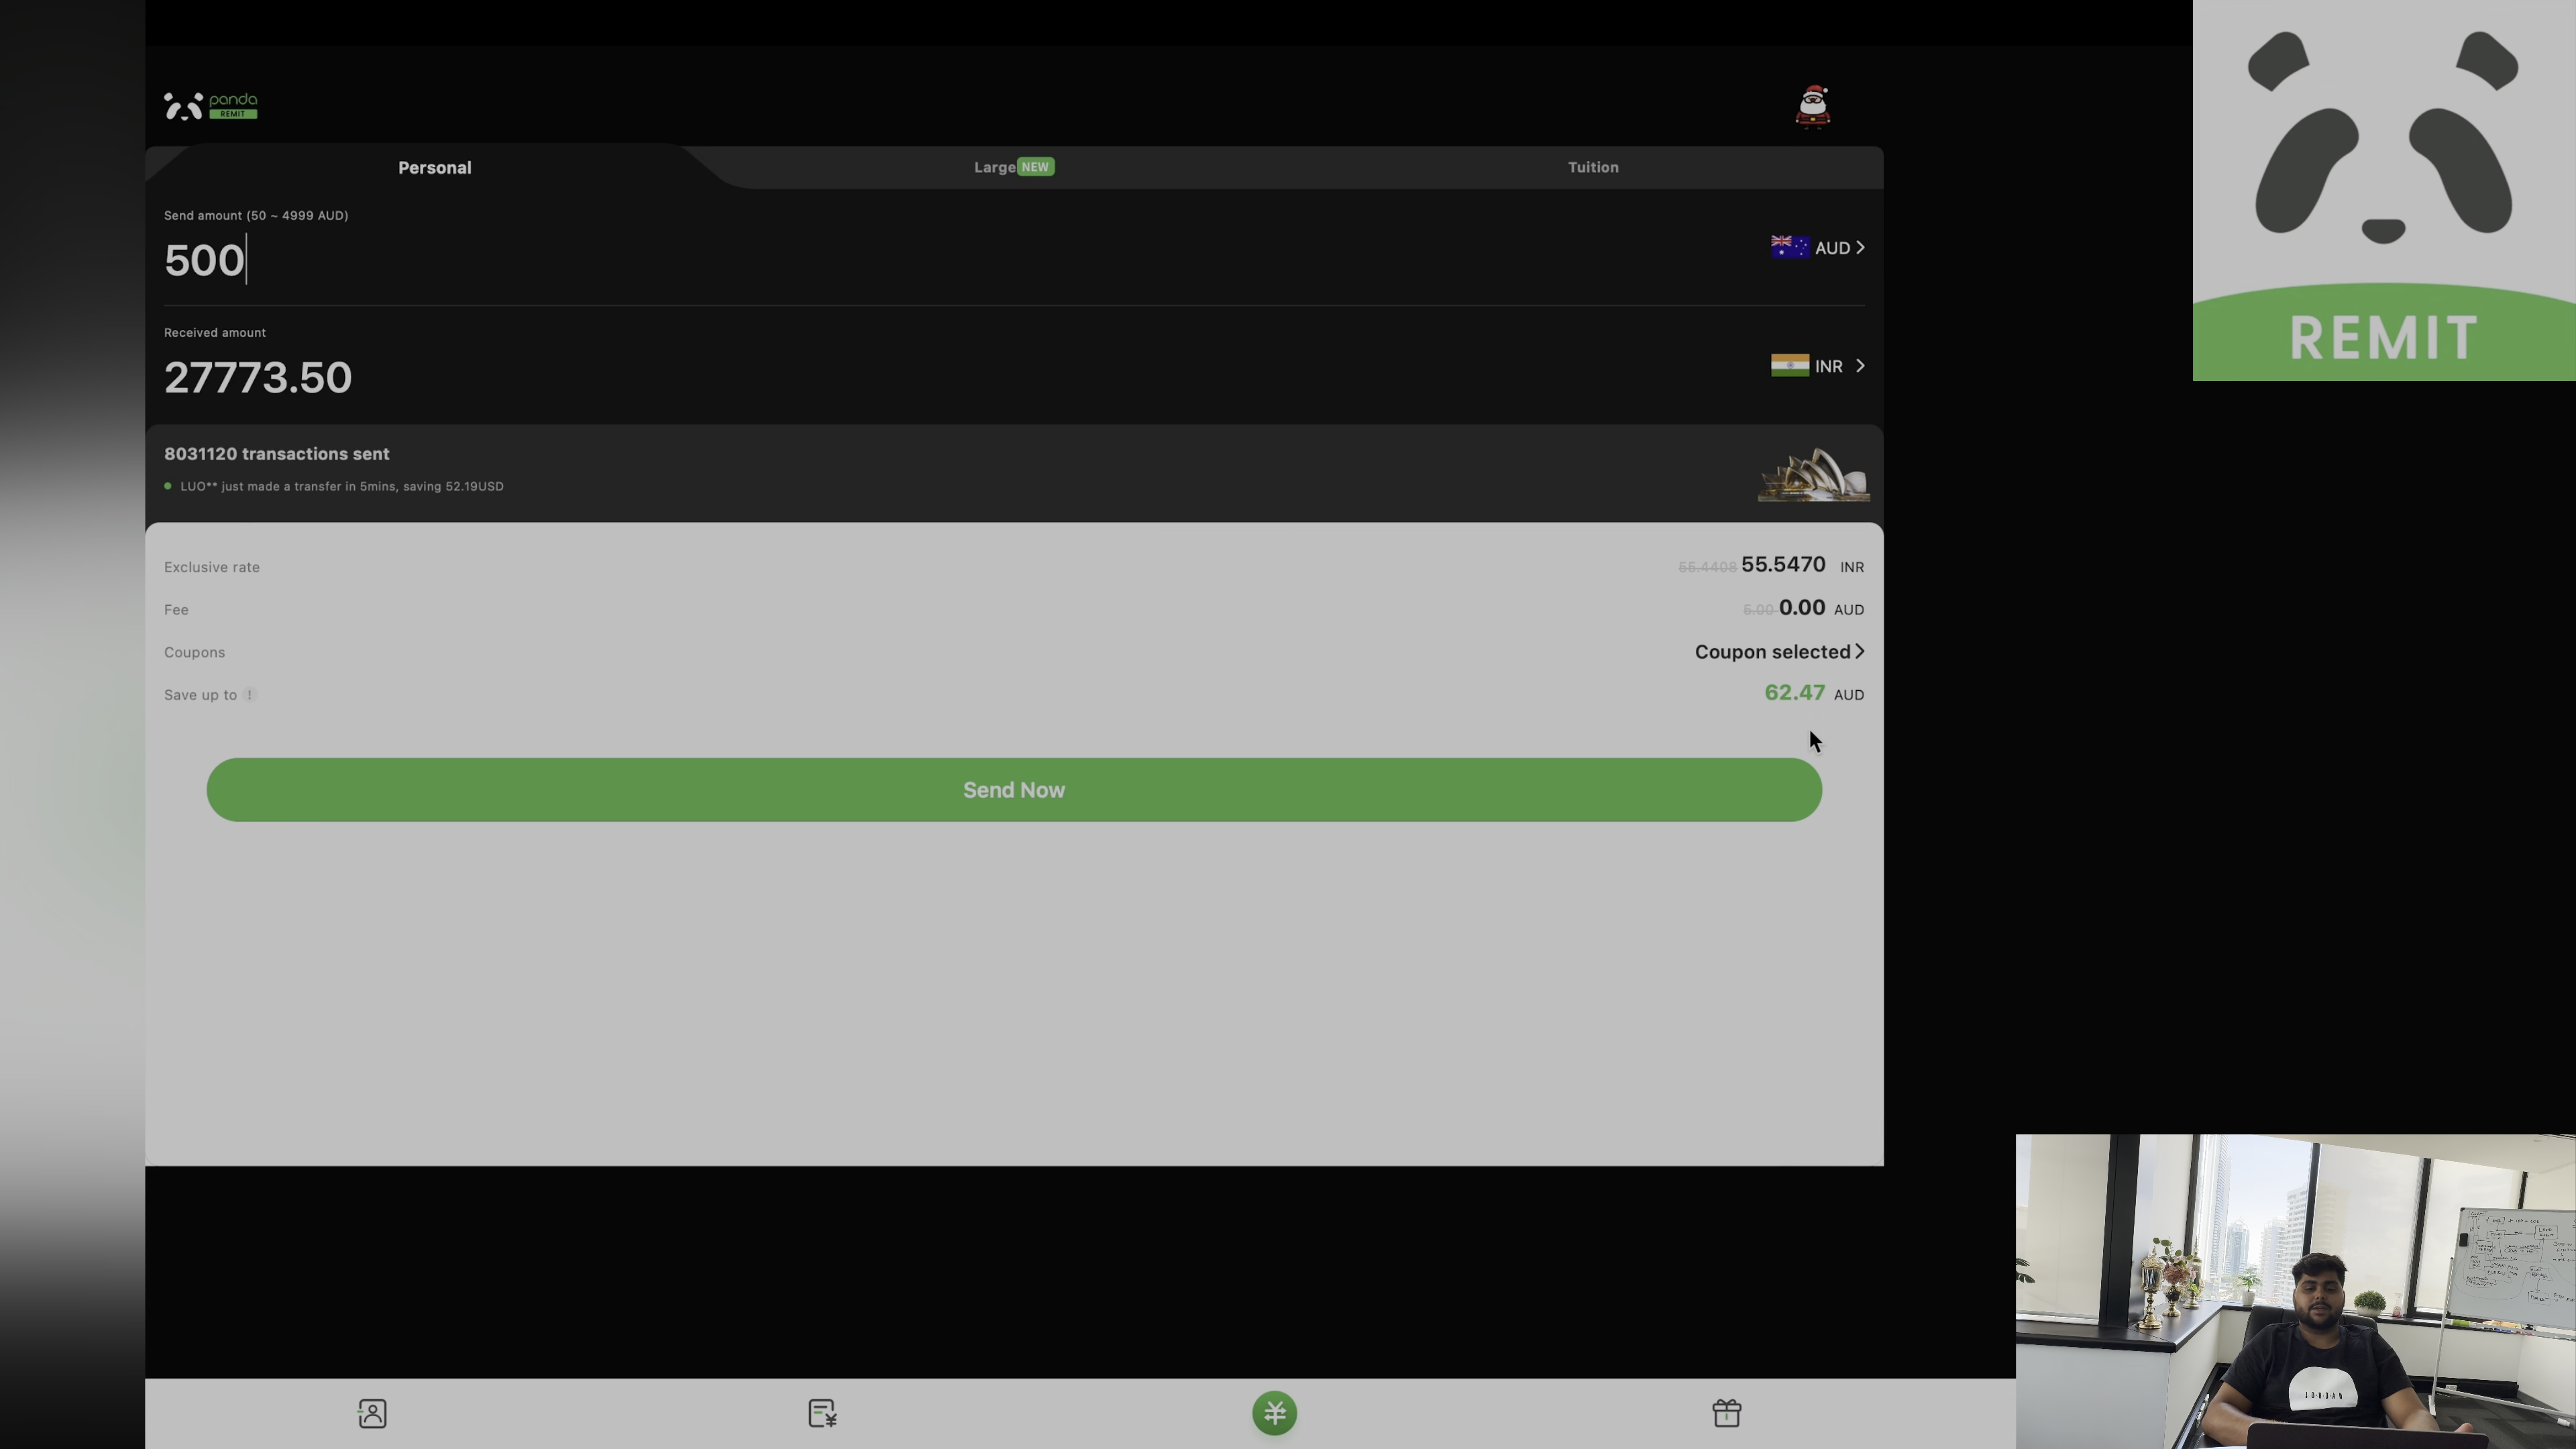 panda
REMIT
Personal
Large NEW
Tuition
Send amount (50 ~ 4999 AUD)
500
AUD
Received amount
27773.50
INR
8031120 transactions sent
LUO** just made a transfer in 5mins, saving 52.19USD
Exclusive rate
55.4408 55.5470 INR
Fee
5.00 0.00 AUD
Coupons
Coupon selected
Save up to !
62.47 AUD
Send Now
REMIT
JORDAN